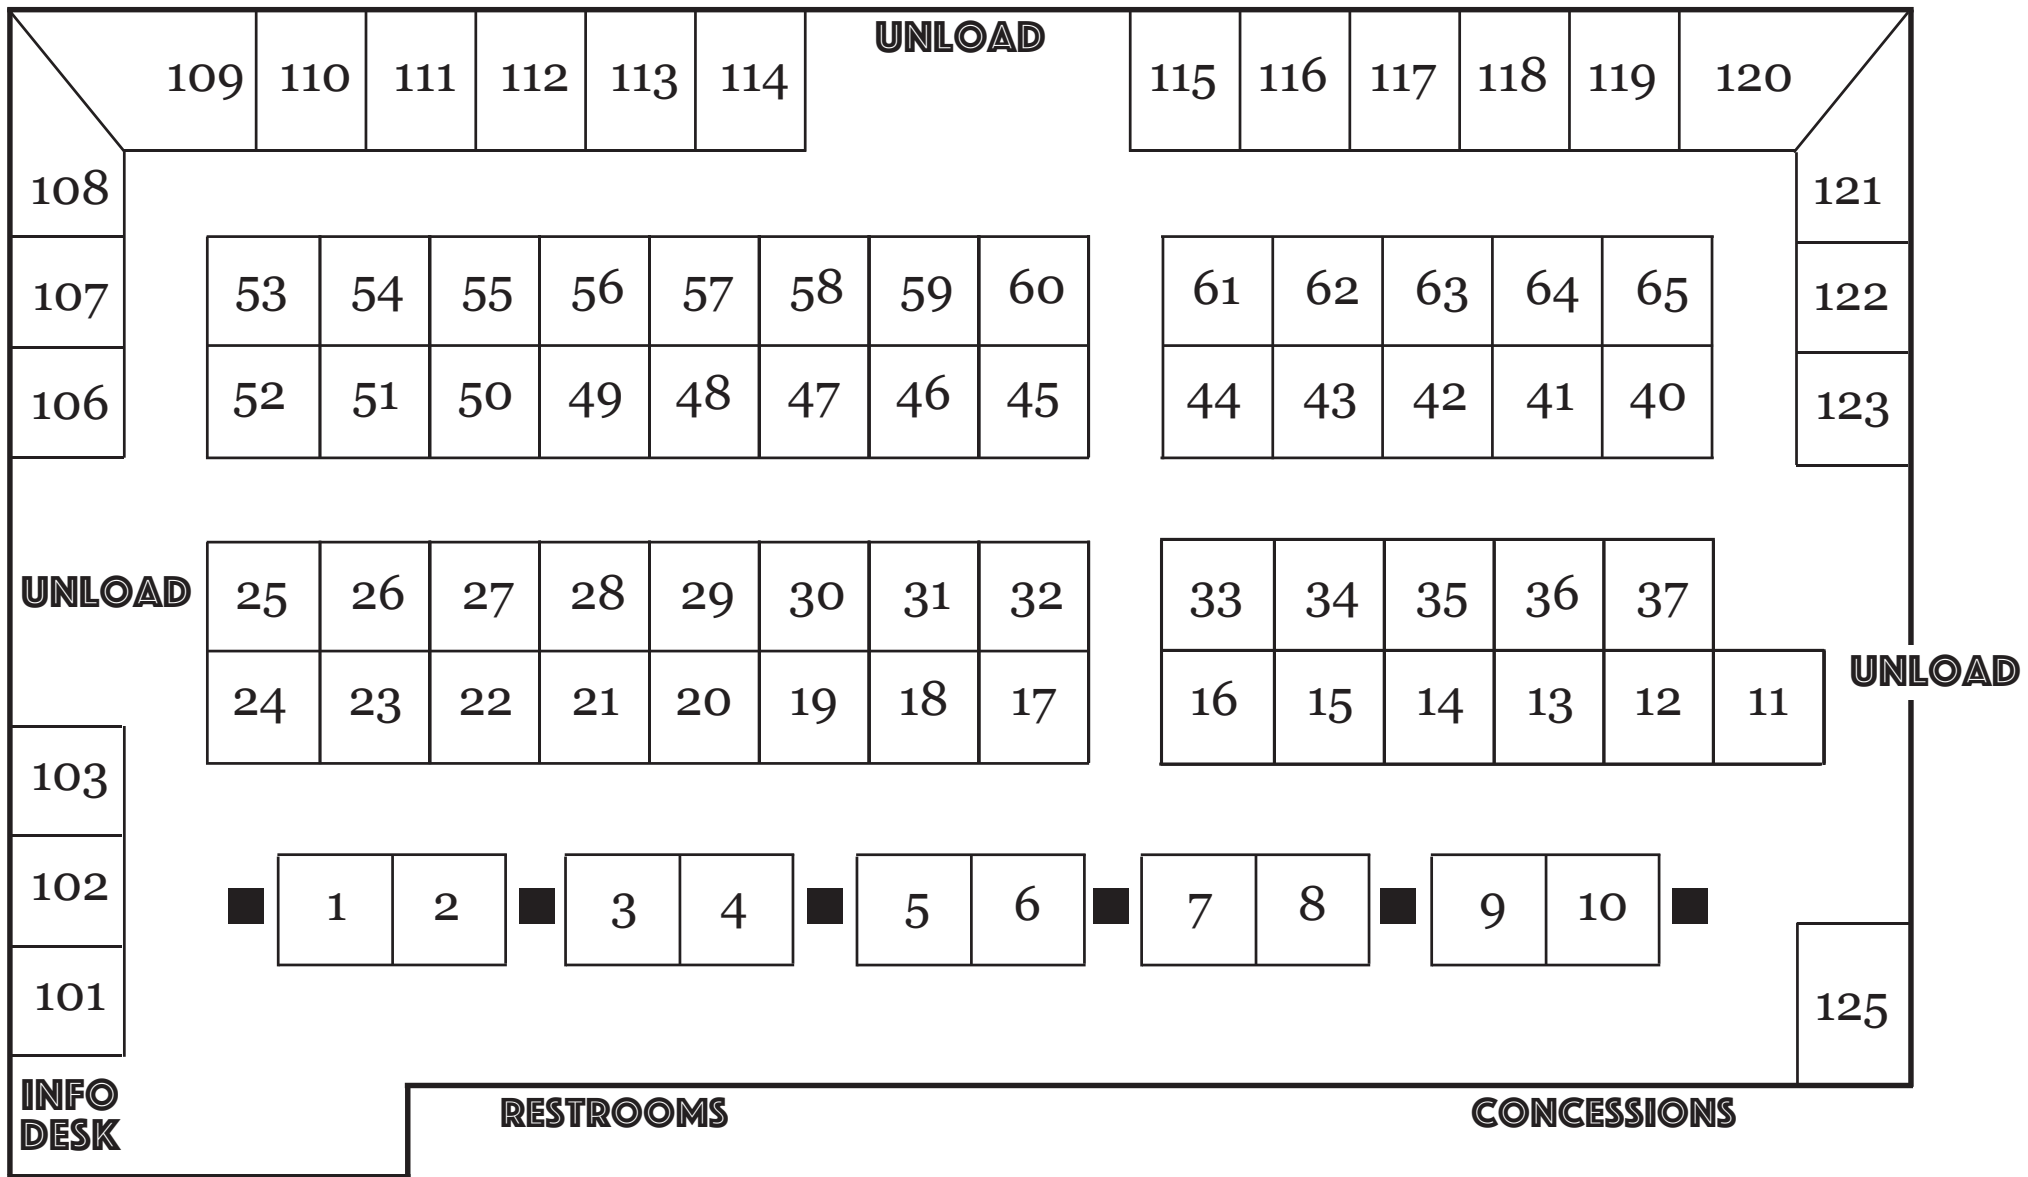 UNLOAD
109 110 111 112 113 114 115 116 117 118 119 120
108 121
107 53 54 55 56 57 58 59 60 61 62 63 64 65 122
106 52 51 50 49 48 47 46 45 44 43 42 41 40 123
UNLOAD 25 26 27 28 29 30 31 32 33 34 35 36 37
UNLOAD
24 23 22 21 20 19 18 17 16 15 14 13 12 11
103
102 1 2 3 4 5 6 7 8 9 10
101 125
INFO
DESK
RESTROOMS CONCESSIONS